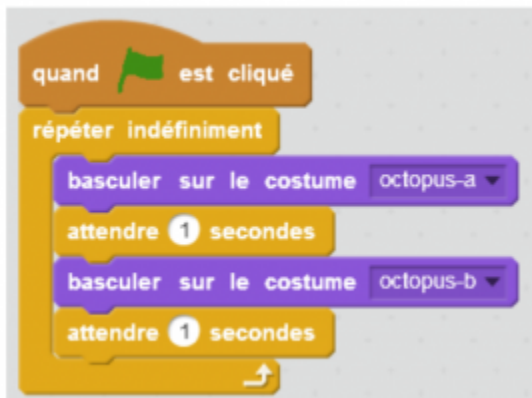 quand est cliqué
répéter indéfiniment
basculer sur le costume octopus-a
attendre 1 secondes
basculer sur le costume octopus-b
attendre 1 secondes